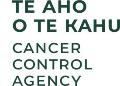 TE AHO
O TE KAHU
CANCER
CONTROL
AGENCY